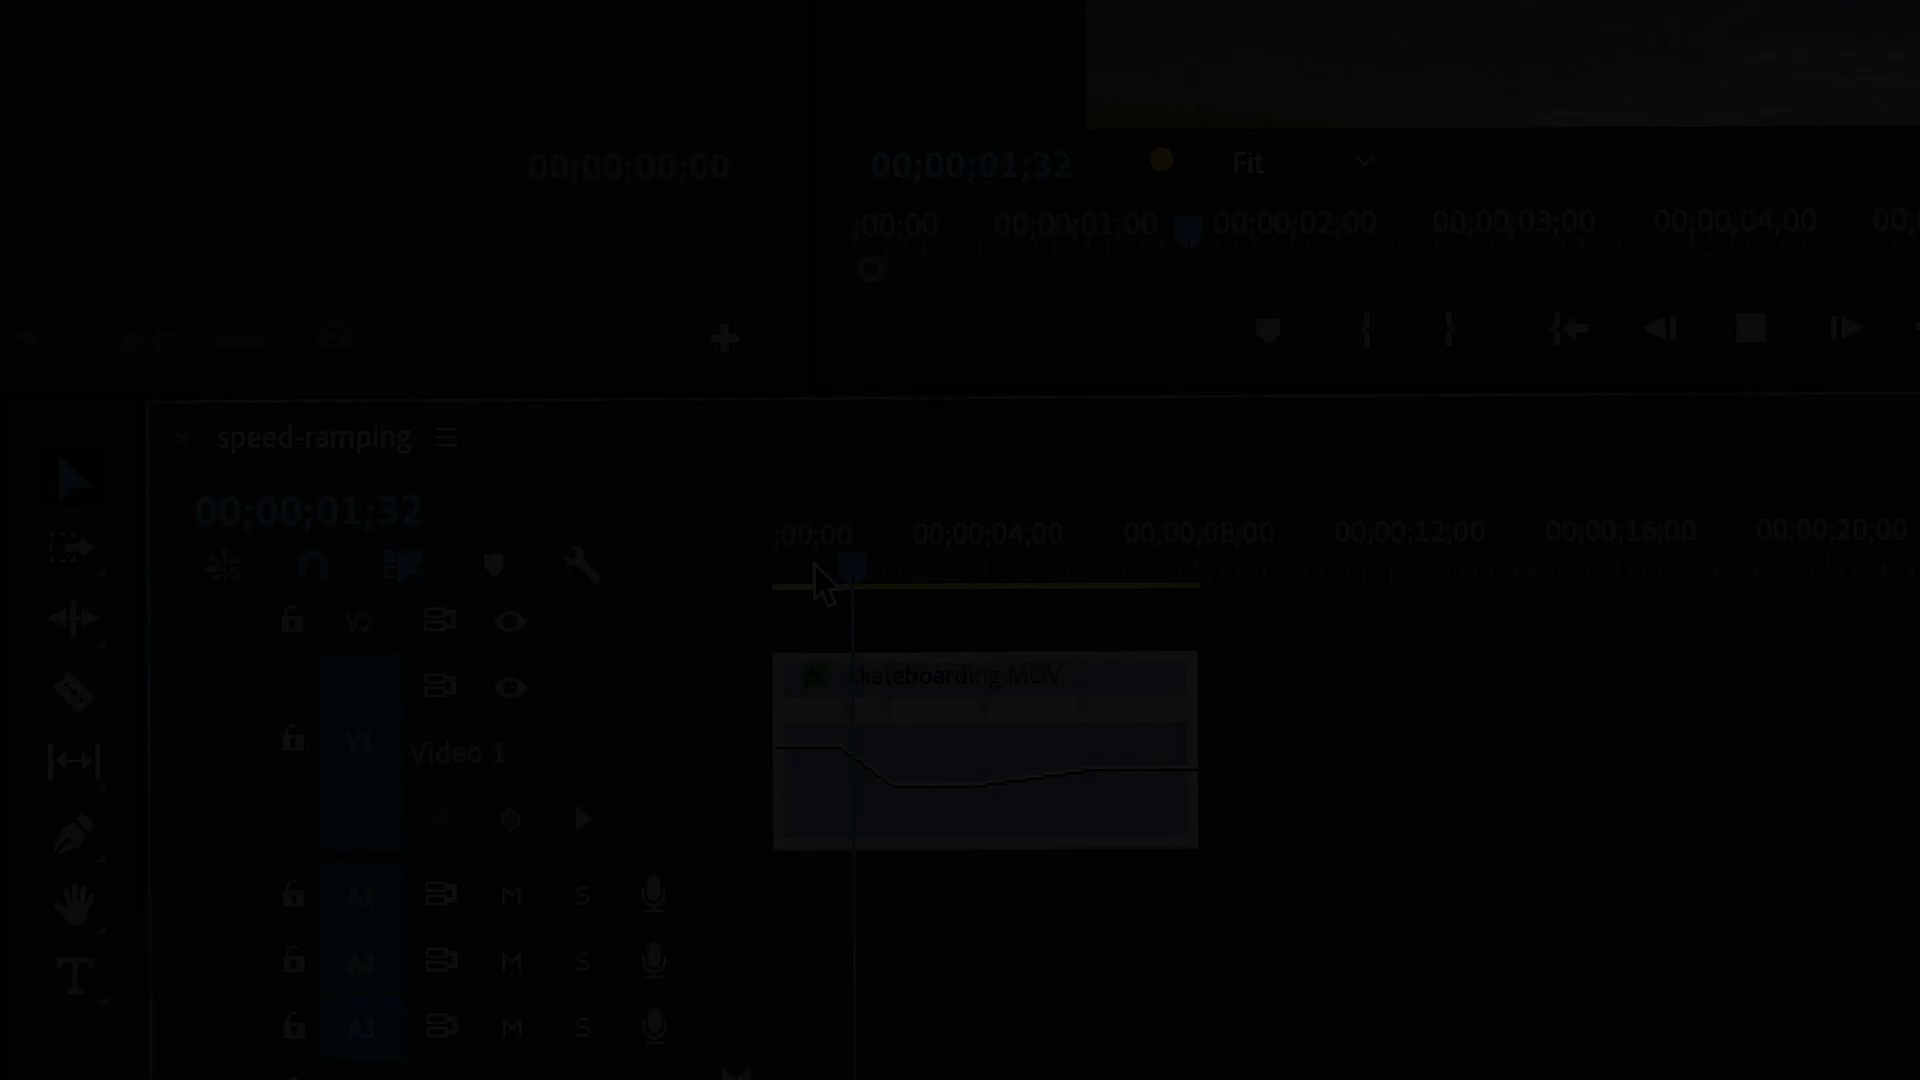 00;00;00;00
00;00;01;32
Fit
;00;00
00;00;01;00
00;00;02;00
00;00;03;00
00;00;04;00
00;
speed-ramping
00;00;01;32
;00;00
00;00;04;00
00;00;08;00
00;00;12;00
00;00;16;00
00;00;20;00
V2
fx
kateboarding.MOV
V1
Video 1
A1
M
S
A2
M
S
A3
M
S